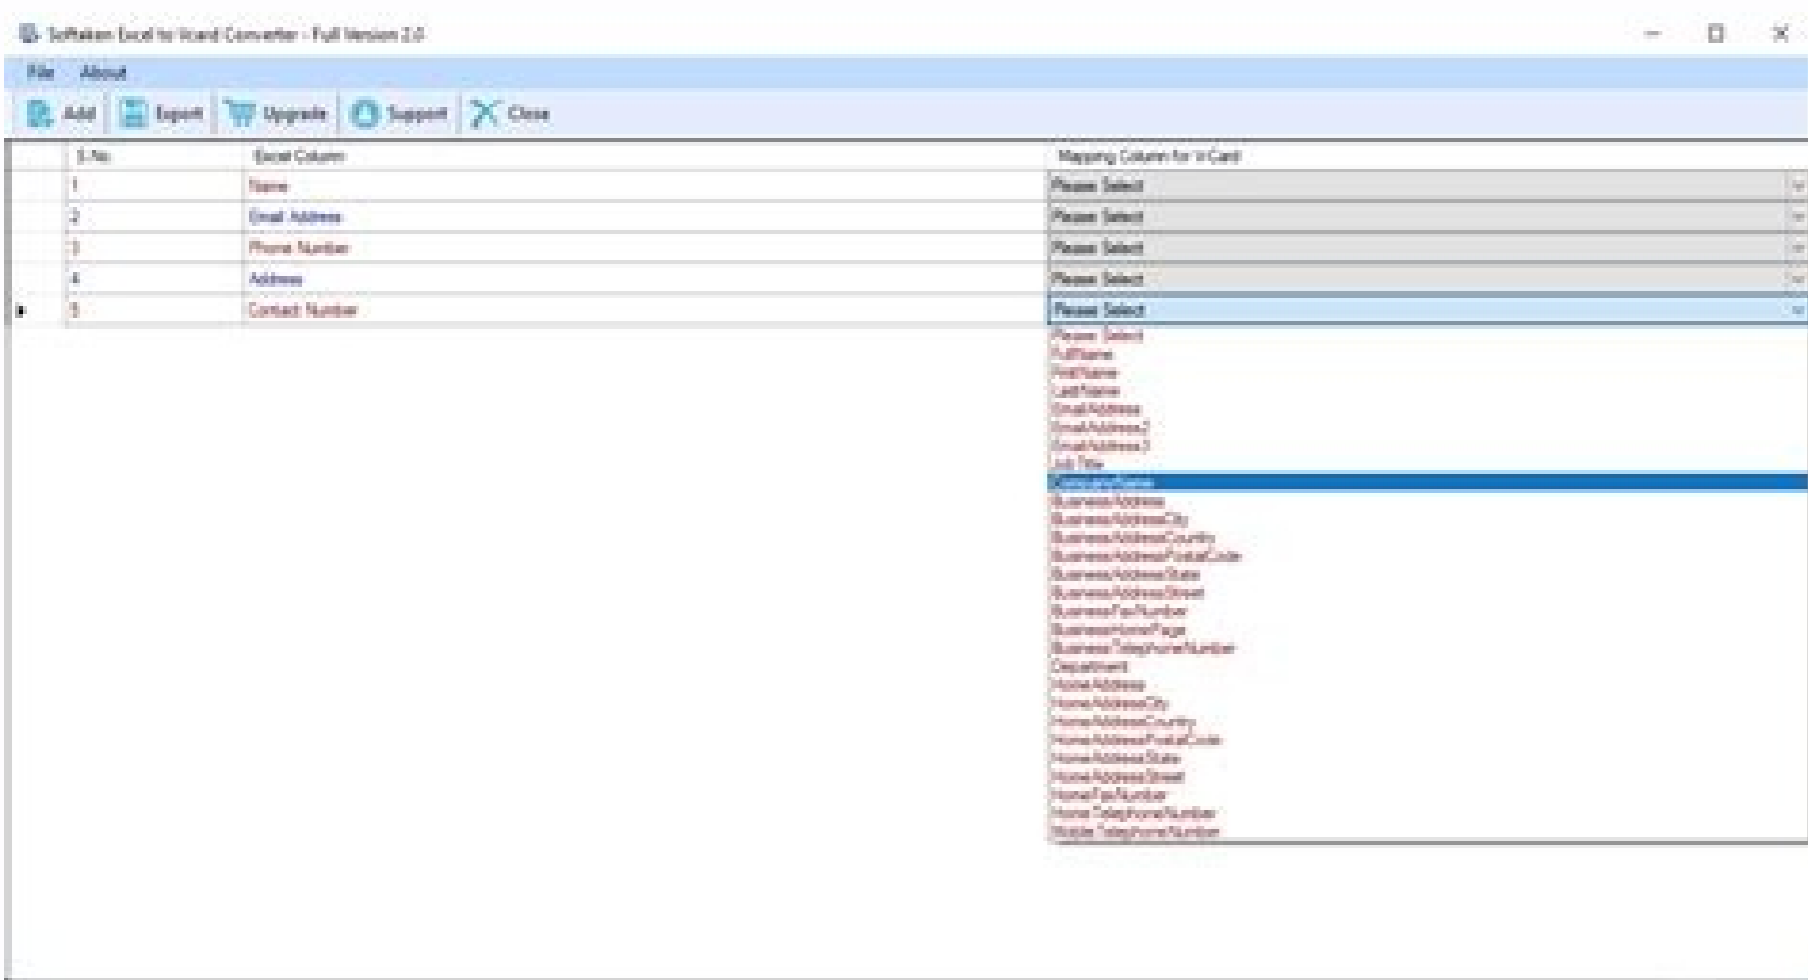 Softaken Excel to Vcard Converter - Full Version 2.0
File About
Add Export Upgrade Support Close
S.No Excel Column Mapping Column for V-Card
1 Name Please Select
2 Email Address Please Select
3 Phone Number Please Select
4 Address Please Select
5 Contact Number Please Select
Please Select
FullName
FirstName
LastName
EmailAddress
EmailAddress2
EmailAddress3
Job Title
CompanyName
BusinessAddress
BusinessAddressCity
BusinessAddressCountry
BusinessAddressPostalCode
BusinessAddressState
BusinessAddressStreet
BusinessFaxNumber
BusinessHomePage
BusinessTelephoneNumber
Department
HomeAddress
HomeAddressCity
HomeAddressCountry
HomeAddressPostalCode
HomeAddressState
HomeAddressStreet
HomeFaxNumber
HomeTelephoneNumber
MobileTelephoneNumber